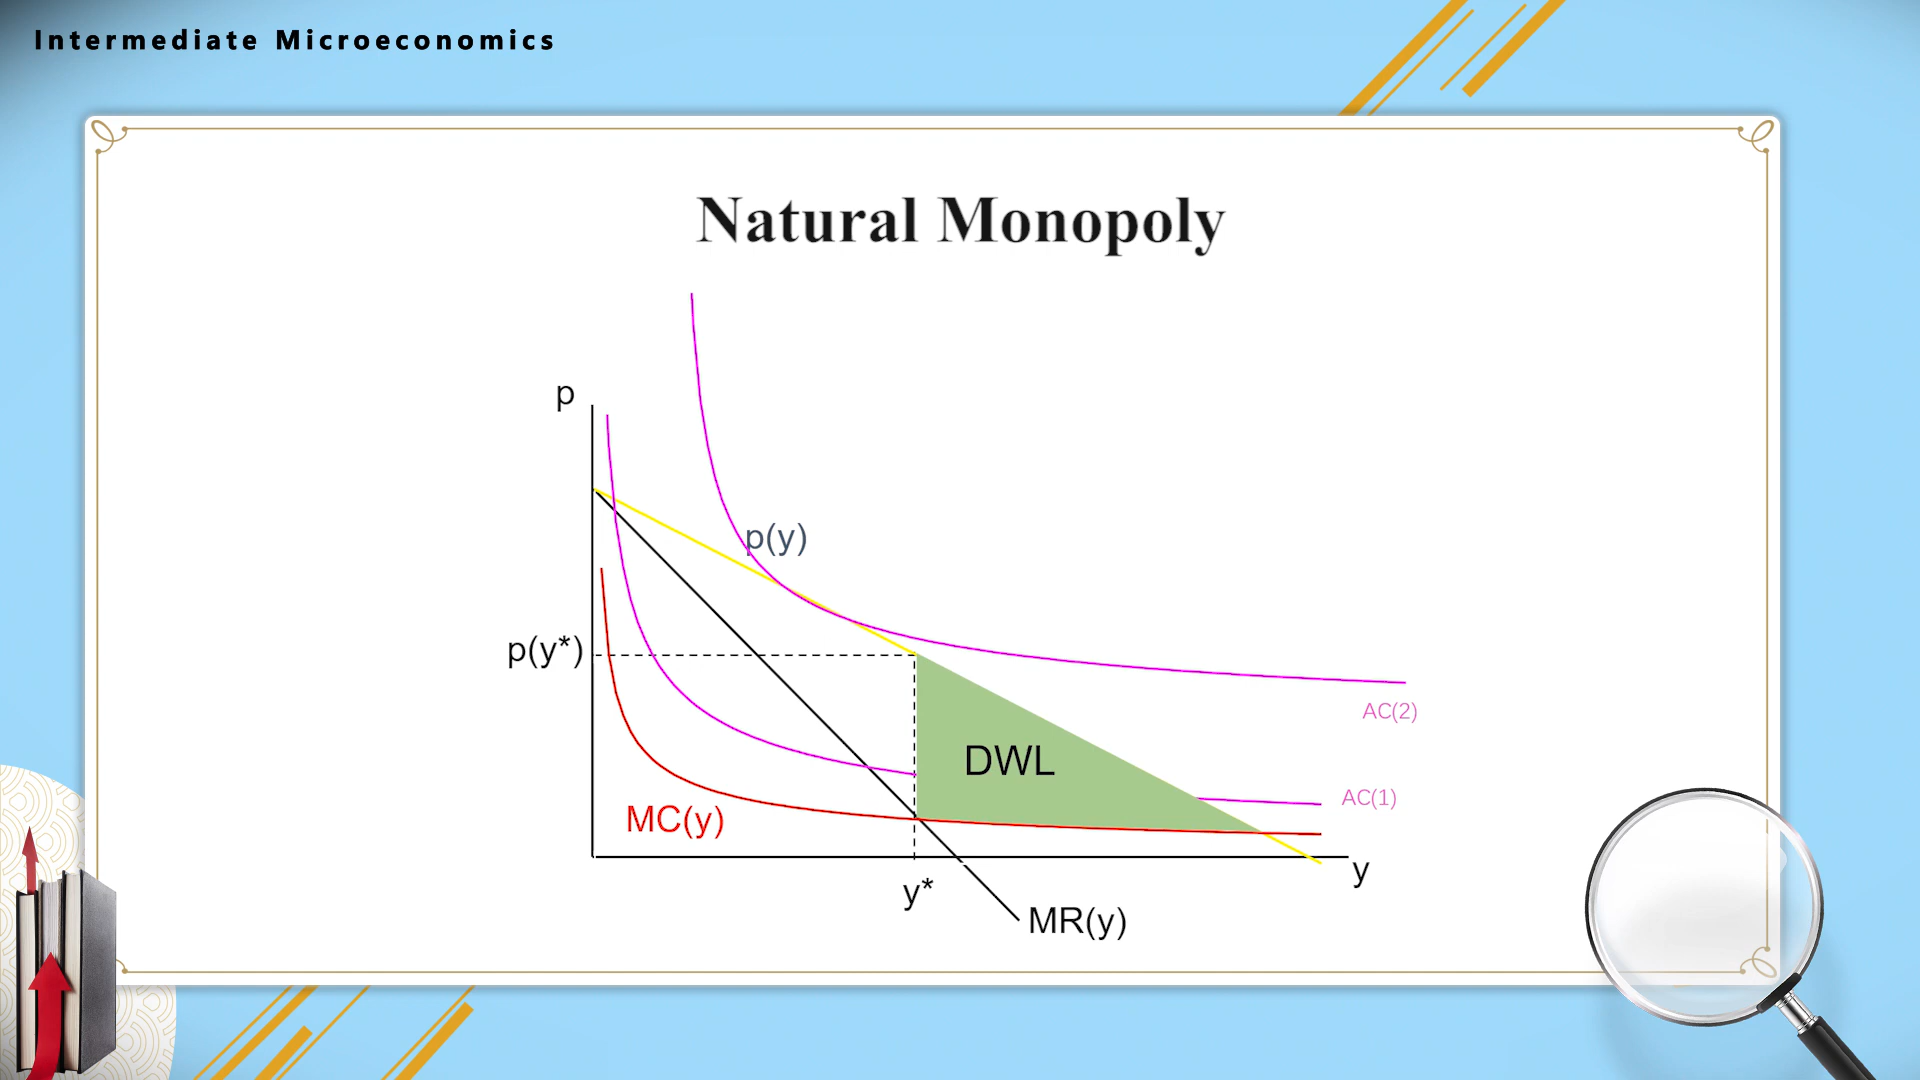 Intermediate Microeconomics
Natural Monopoly
p
p(y)
p(y*)
AC(2)
DWL
AC(1)
MC(y)
y
y*
MR(y)